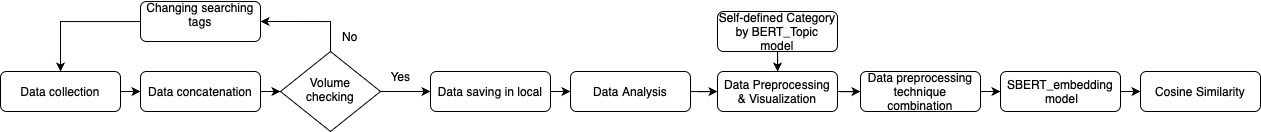 Changing searching
tags
No
Self-defined Category
by BERT_Topic
model
Data collection
Data concatenation
Volume
checking
Yes
Data saving in local
Data Analysis
Data Preprocessing
& Visualization
Data preprocessing
technique
combination
SBERT_embedding
model
Cosine Similarity